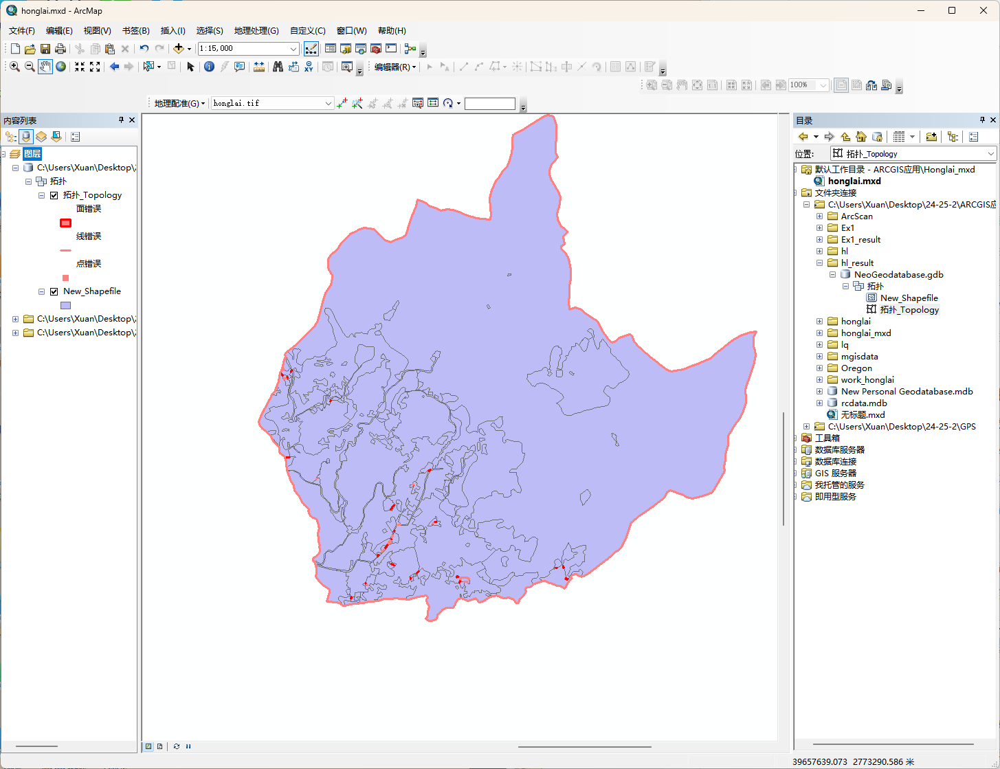 honglai.mxd - ArcMap
文件(F) 编辑(E) 视图(V) 书签(B) 插入(I) 选择(S) 地理处理(G) 自定义(C) 窗口(W) 帮助(H)
1:15,000
编辑器(R)
100%
地理配准(G) honglai.tif
内容列表
图层
C:\Users\Xuan\Desktop\
拓扑
拓扑_Topology
面错误
线错误
点错误
New_Shapefile
C:\Users\Xuan\Desktop\
C:\Users\Xuan\Desktop\
目录
位置: 拓扑_Topology
默认工作目录 - ARCGIS应用\Honglai_mxd
honglai.mxd
文件夹连接
C:\Users\Xuan\Desktop\24-25-2\ARCGIS应
ArcScan
Ex1
Ex1_result
hl
hl_result
NeoGeodatabase.gdb
拓扑
New_Shapefile
拓扑_Topology
honglai
honglai_mxd
lq
mgisdata
Oregon
work_honglai
New Personal Geodatabase.mdb
rcdata.mdb
无标题.mxd
C:\Users\Xuan\Desktop\24-25-2\GPS
工具箱
数据库服务器
数据库连接
GIS 服务器
我托管的服务
即用型服务
39657639.073 2773290.586 米